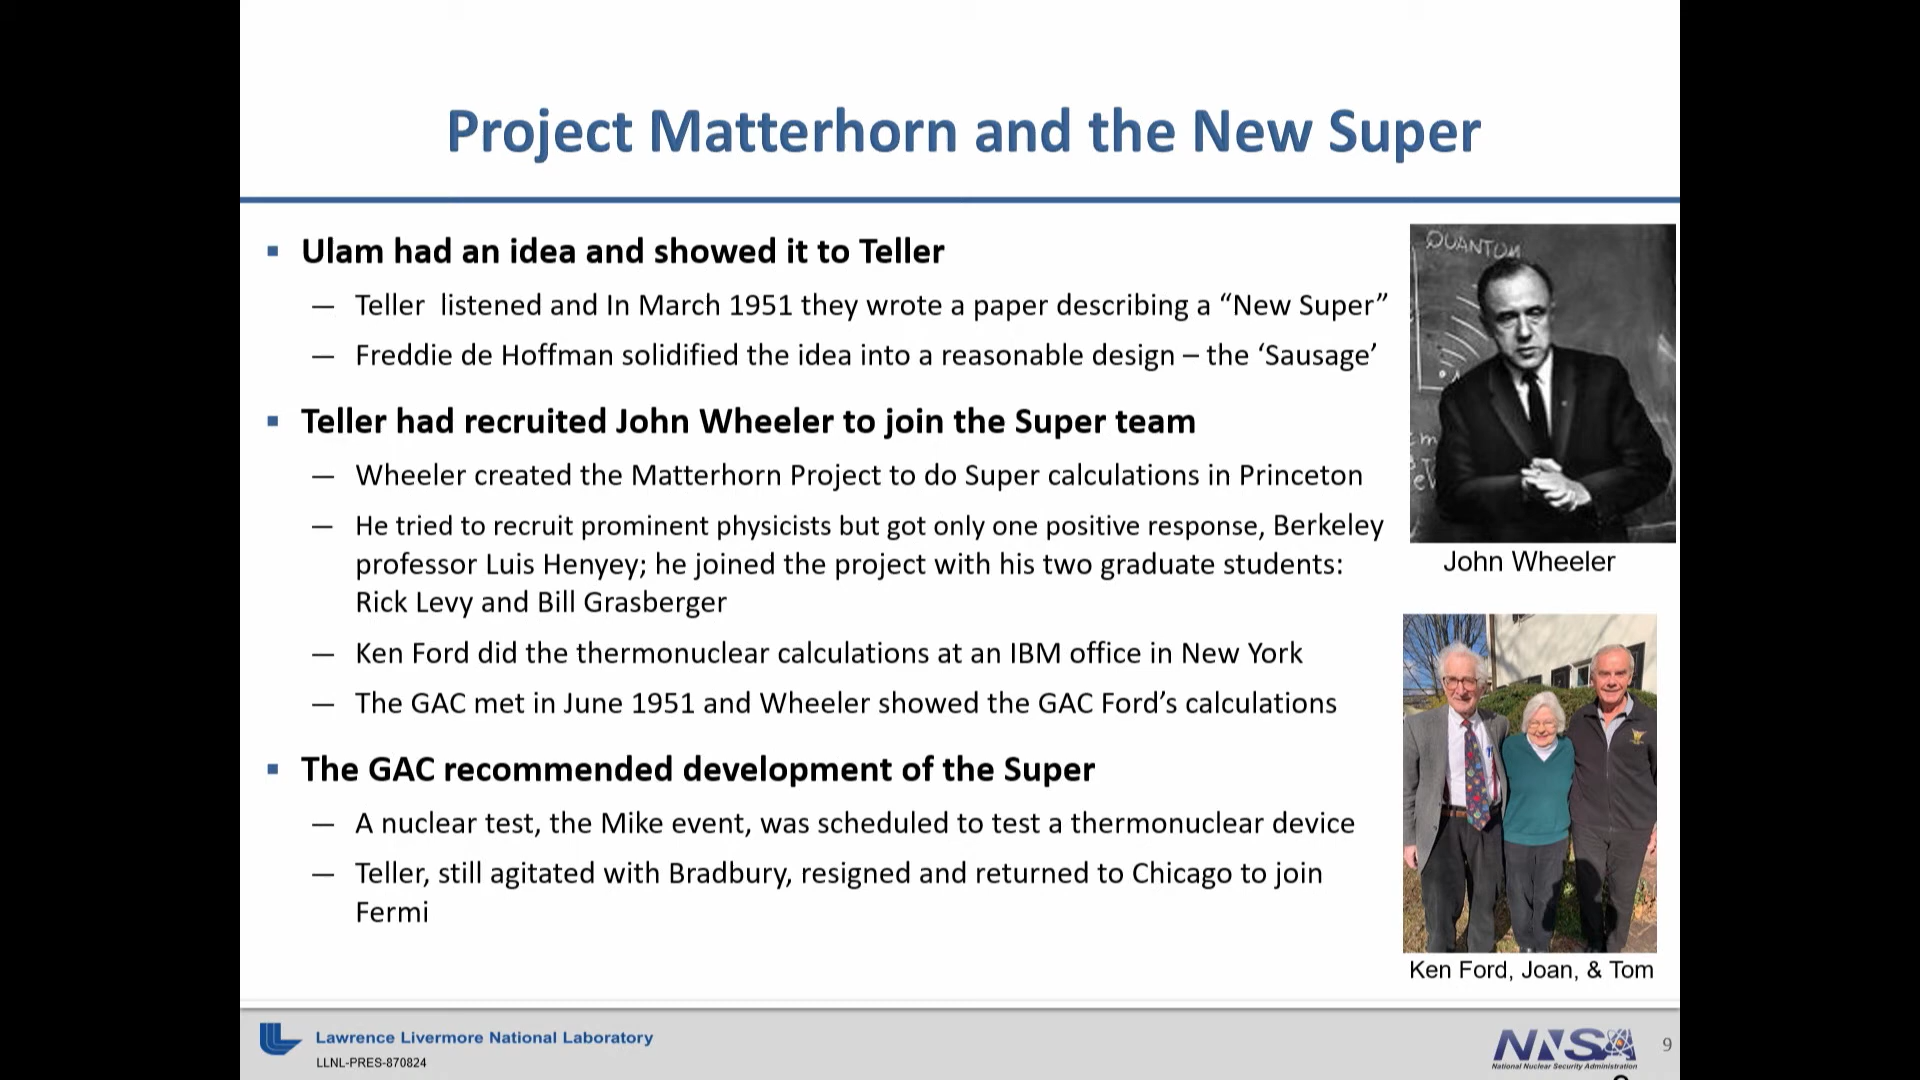 Project Matterhorn and the New Super
Ulam had an idea and showed it to Teller
— Teller  listened and In March 1951 they wrote a paper describing a “New Super”
— Freddie de Hoffman solidified the idea into a reasonable design – the ‘Sausage’
Teller had recruited John Wheeler to join the Super team
— Wheeler created the Matterhorn Project to do Super calculations in Princeton
— He tried to recruit prominent physicists but got only one positive response, Berkeley
professor Luis Henyey; he joined the project with his two graduate students:
Rick Levy and Bill Grasberger
— Ken Ford did the thermonuclear calculations at an IBM office in New York
— The GAC met in June 1951 and Wheeler showed the GAC Ford’s calculations
The GAC recommended development of the Super
— A nuclear test, the Mike event, was scheduled to test a thermonuclear device
— Teller, still agitated with Bradbury, resigned and returned to Chicago to join
Fermi
QUANTUM
John Wheeler
Ken Ford, Joan, & Tom
Lawrence Livermore National Laboratory
LLNL-PRES-870824
NNSA
National Nuclear Security Administration
9